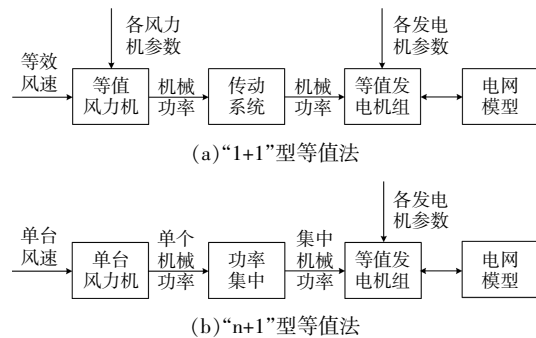 各风力
机参数
各发电
机参数
等效
风速
等值
风力机
机械
功率
传动
系统
机械
功率
等值发
电机组
电网
模型
(a)“1+1”型等值法
各发电
机参数
单台
风速
单台
风力机
单个
机械
功率
功率
集中
集中
机械
功率
等值发
电机组
电网
模型
(b)“n+1”型等值法